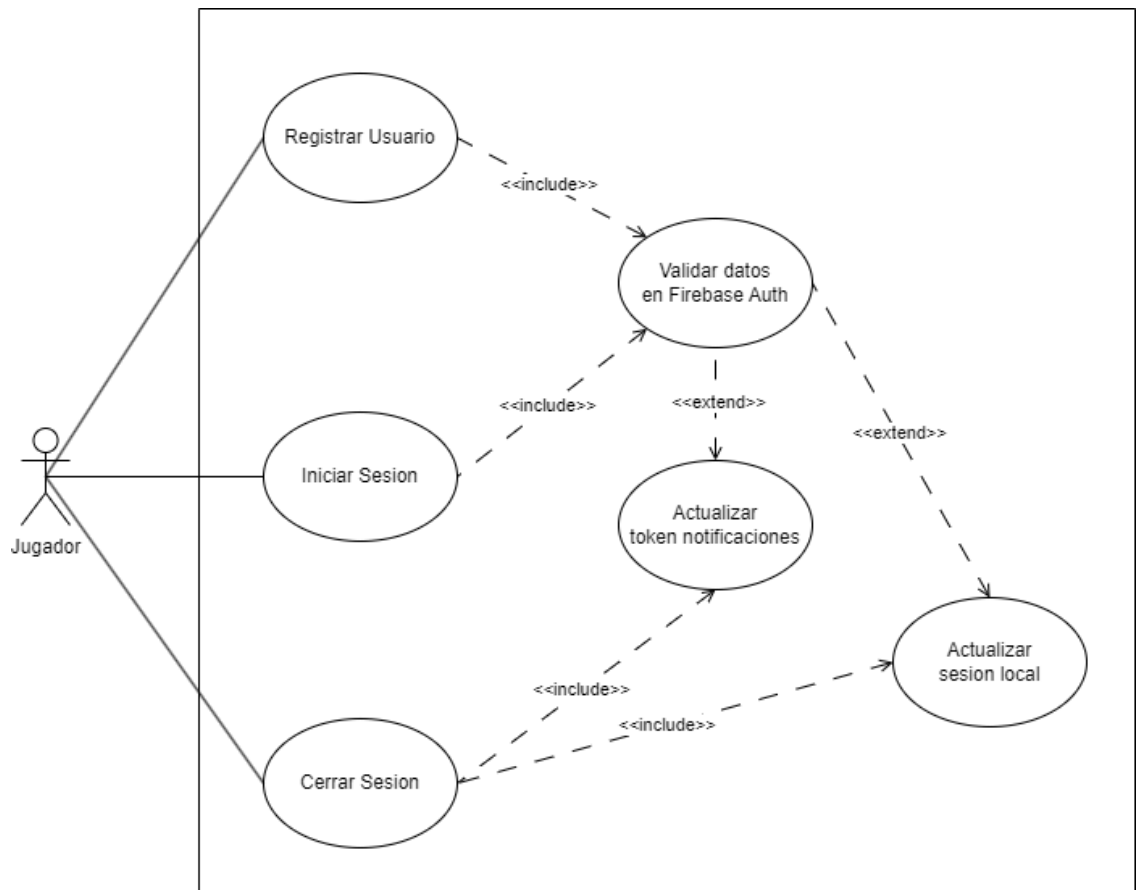 Registrar Usuario
<<include>>
Validar datos
en Firebase Auth
<<include>>
<<extend>>
<<extend>>
Iniciar Sesion
Actualizar
token notificaciones
Jugador
Actualizar
sesion local
<<include>>
<<include>>
Cerrar Sesion